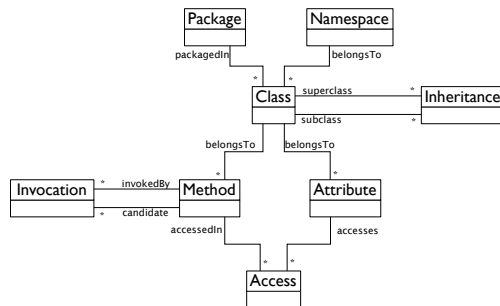 Package
Namespace
packagedIn
belongsTo
*
*
Class
superclass
*
Inheritance
subclass
*
belongsTo
belongsTo
*
*
Invocation
*
invokedBy
Method
Attribute
*
candidate
accessedIn
accesses
*
*
Access